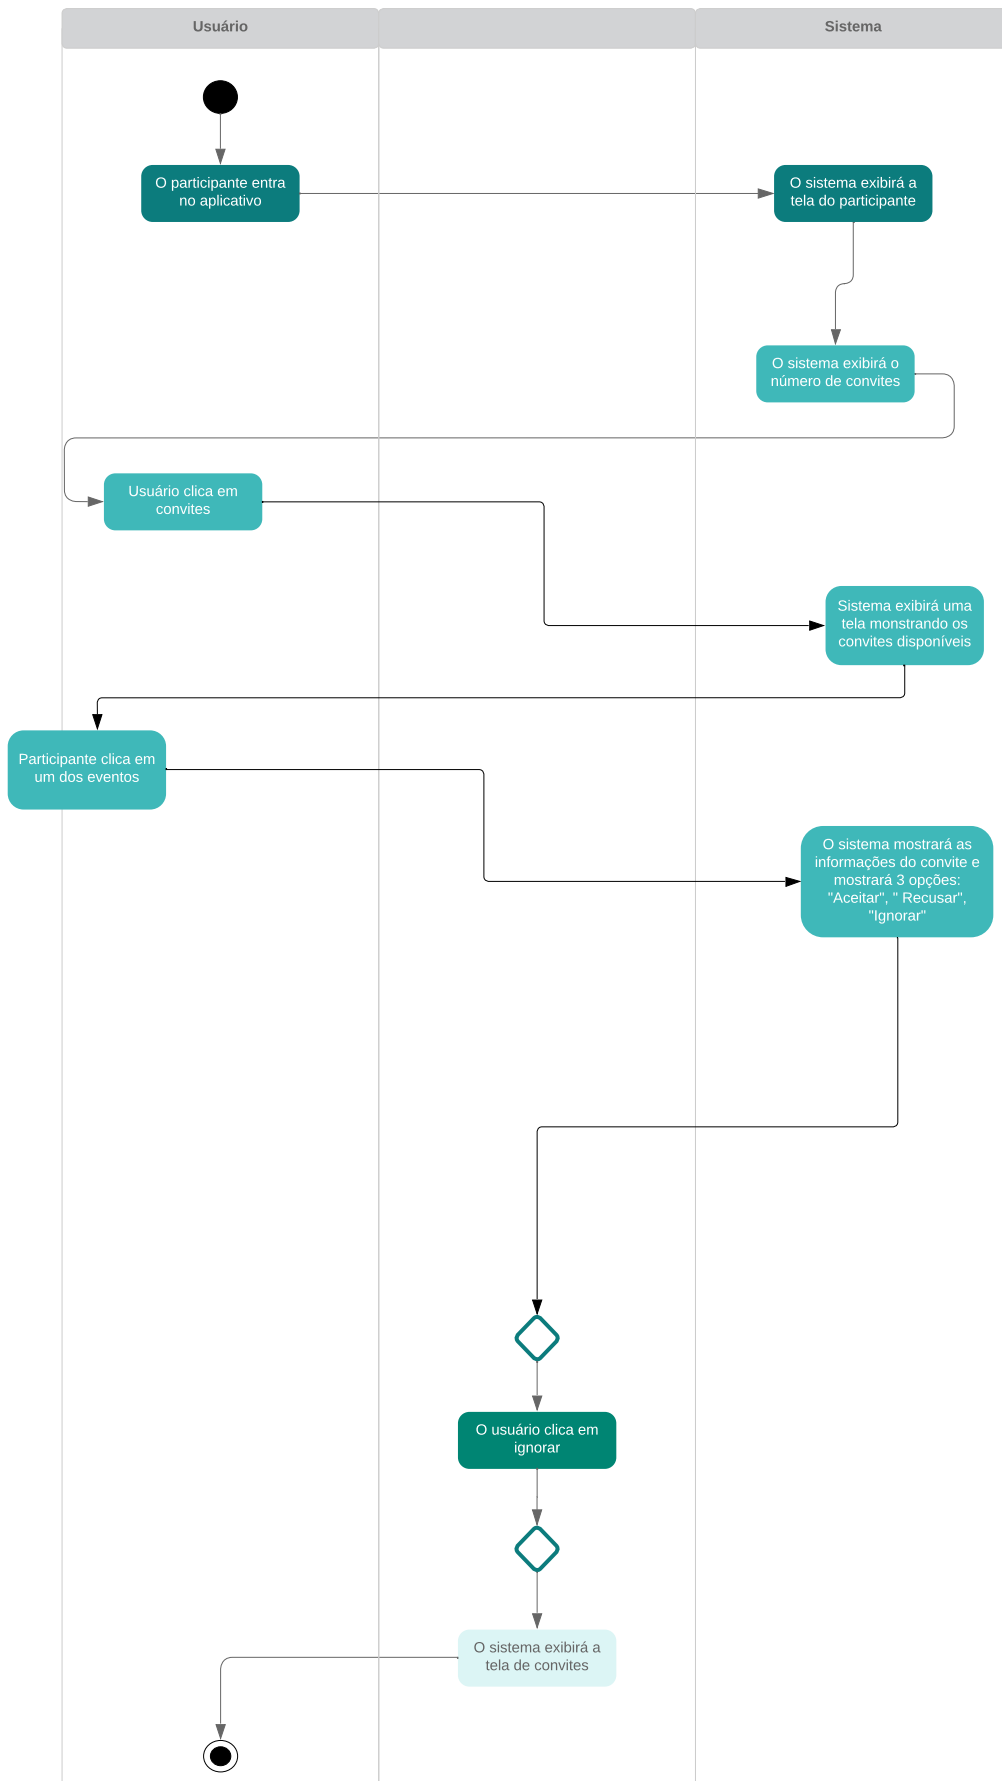 Usuário
Sistema
O participante entra
no aplicativo
O sistema exibirá a
tela do participante
O sistema exibirá o
número de convites
Usuário clica em
convites
Sistema exibirá uma
tela monstrando os
convites disponíveis
Participante clica em
um dos eventos
O sistema mostrará as
informações do convite e
mostrará 3 opções:
"Aceitar", " Recusar",
"Ignorar"
O usuário clica em
ignorar
O sistema exibirá a
tela de convites